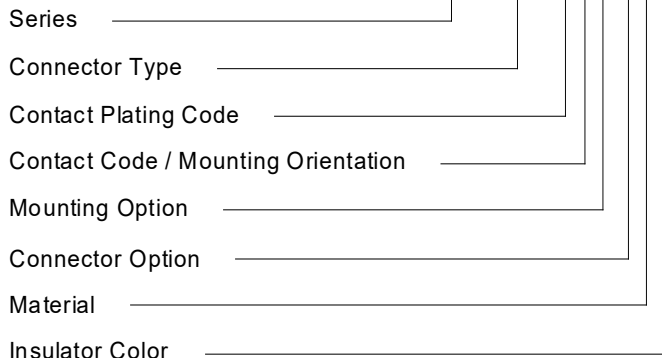 Series
Connector Type
Contact Plating Code
Contact Code / Mounting Orientation
Mounting Option
Connector Option
Material
Insulator Color